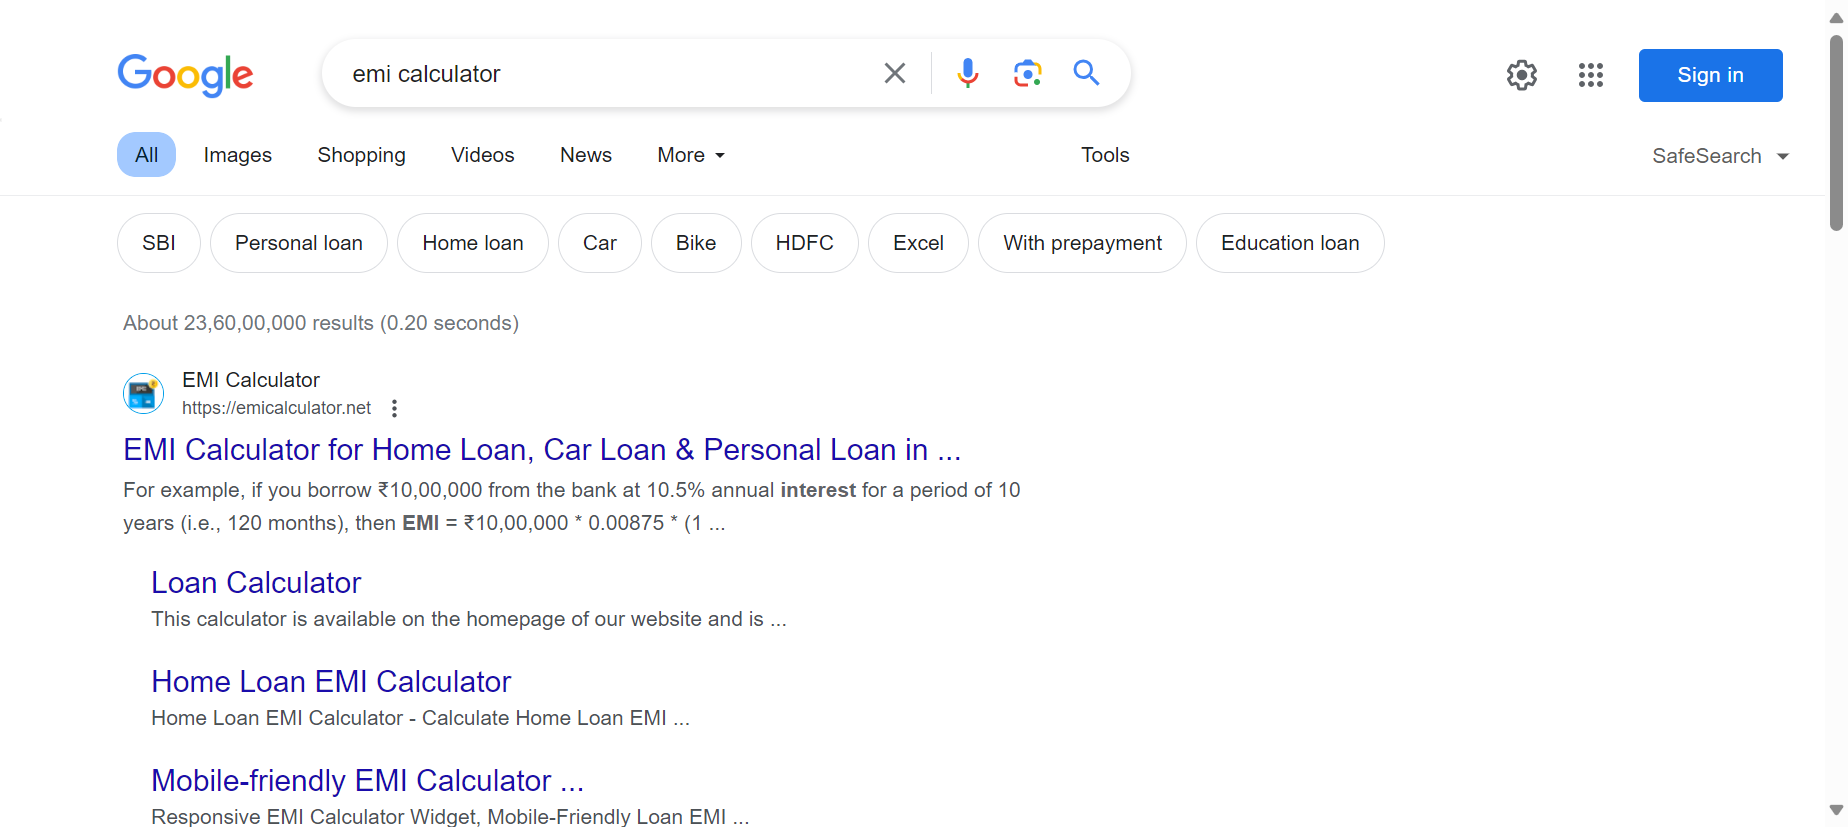 Google
emi calculator
Sign in
All Images Shopping Videos News More Tools SafeSearch
SBI Personal loan Home loan Car Bike HDFC Excel With prepayment Education loan
About 23,60,00,000 results (0.20 seconds)
EMI Calculator
https://emicalculator.net
EMI Calculator for Home Loan, Car Loan & Personal Loan in ...
For example, if you borrow ₹10,00,000 from the bank at 10.5% annual interest for a period of 10
years (i.e., 120 months), then EMI = ₹10,00,000 * 0.00875 * (1 ...
Loan Calculator
This calculator is available on the homepage of our website and is ...
Home Loan EMI Calculator
Home Loan EMI Calculator - Calculate Home Loan EMI ...
Mobile-friendly EMI Calculator ...
Responsive EMI Calculator Widget, Mobile-Friendly Loan EMI ...